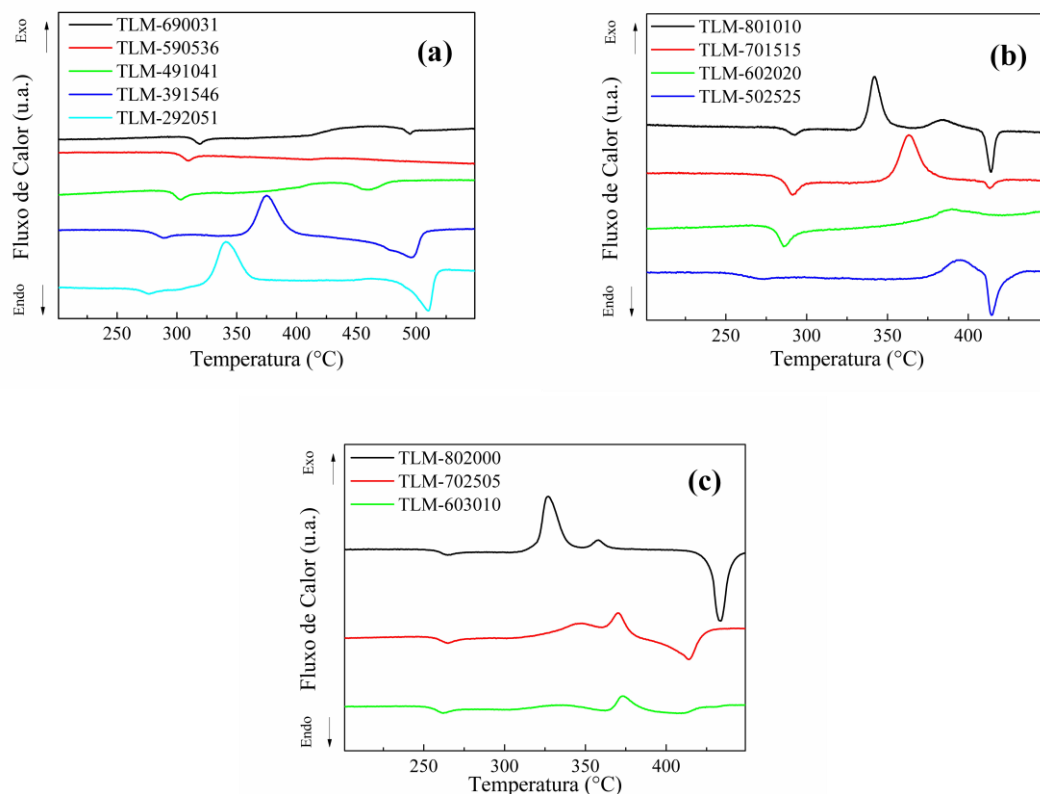 Exo
TLM-690031
TLM-590536
TLM-491041
TLM-391546
TLM-292051
(a)
Fluxo de Calor (u.a.)
Endo
250 300 350 400 450 500
Temperatura (°C)
Exo
TLM-801010
TLM-701515
TLM-602020
TLM-502525
(b)
Fluxo de Calor (u.a.)
Endo
250 300 350 400
Temperatura (°C)
Exo
TLM-802000
TLM-702505
TLM-603010
(c)
Fluxo de Calor (u.a.)
Endo
250 300 350 400
Temperatura (°C)